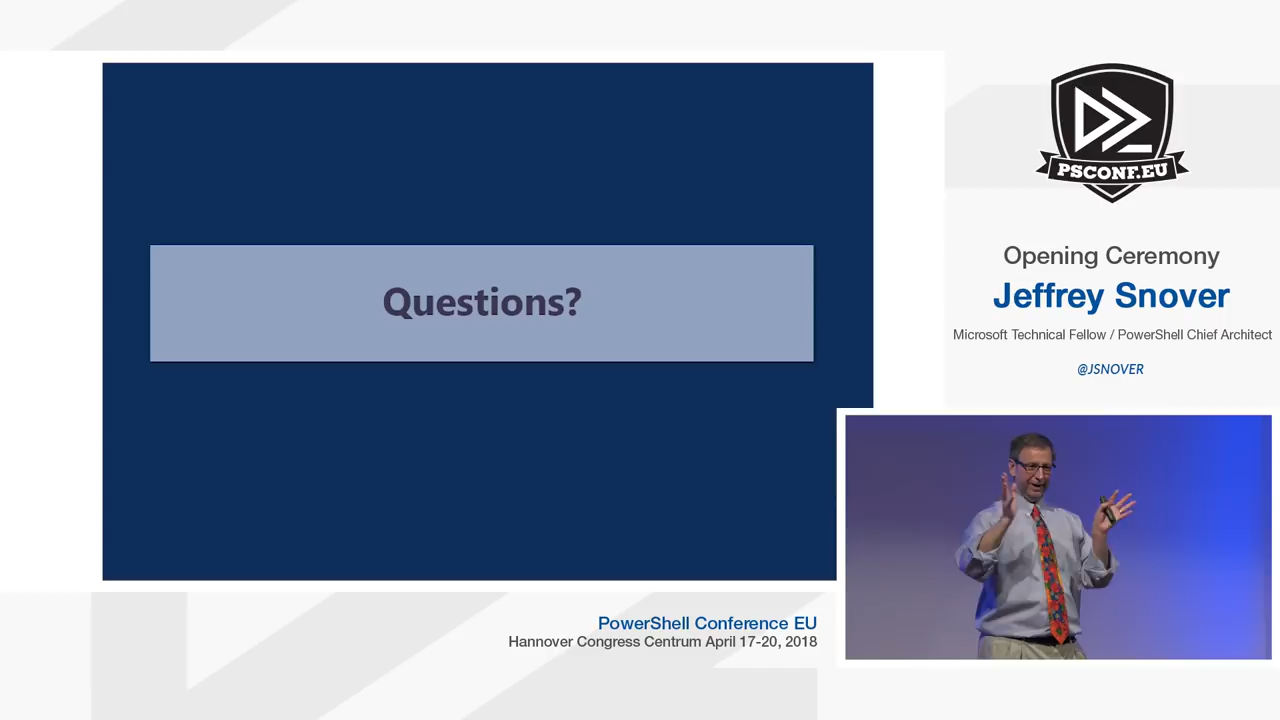 Questions?
PSCONF.EU
Opening Ceremony
Jeffrey Snover
Microsoft Technical Fellow / PowerShell Chief Architect
@JSNOVER
PowerShell Conference EU
Hannover Congress Centrum April 17-20, 2018